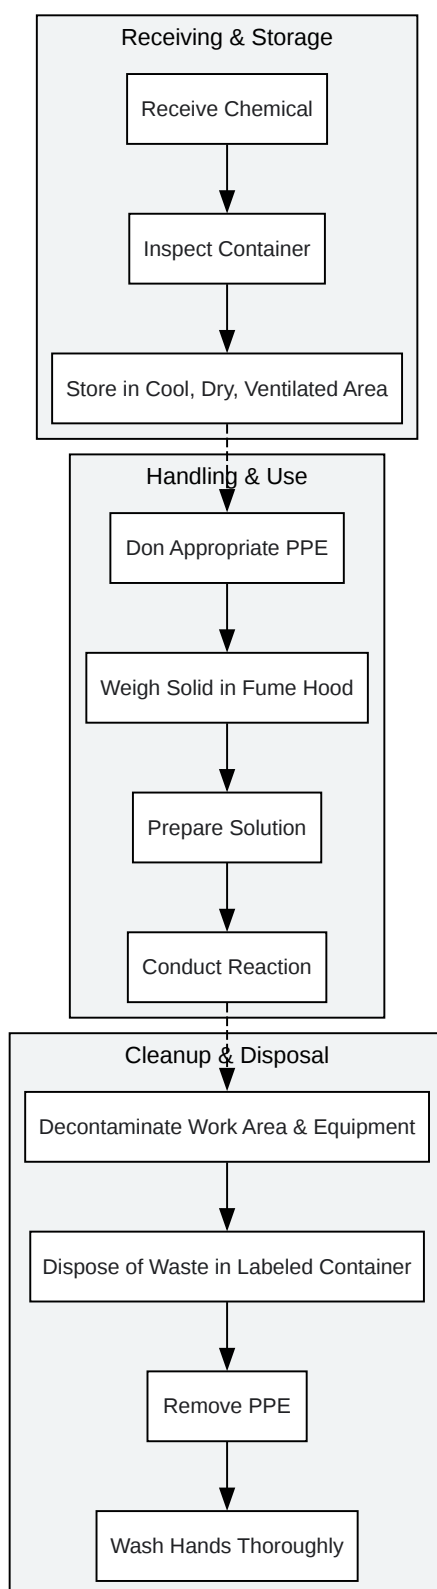 Receiving & Storage
Receive Chemical
Inspect Container
Store in Cool, Dry, Ventilated Area
Handling & Use
Don Appropriate PPE
Weigh Solid in Fume Hood
Prepare Solution
Conduct Reaction
Cleanup & Disposal
Decontaminate Work Area & Equipment
Dispose of Waste in Labeled Container
Remove PPE
Wash Hands Thoroughly